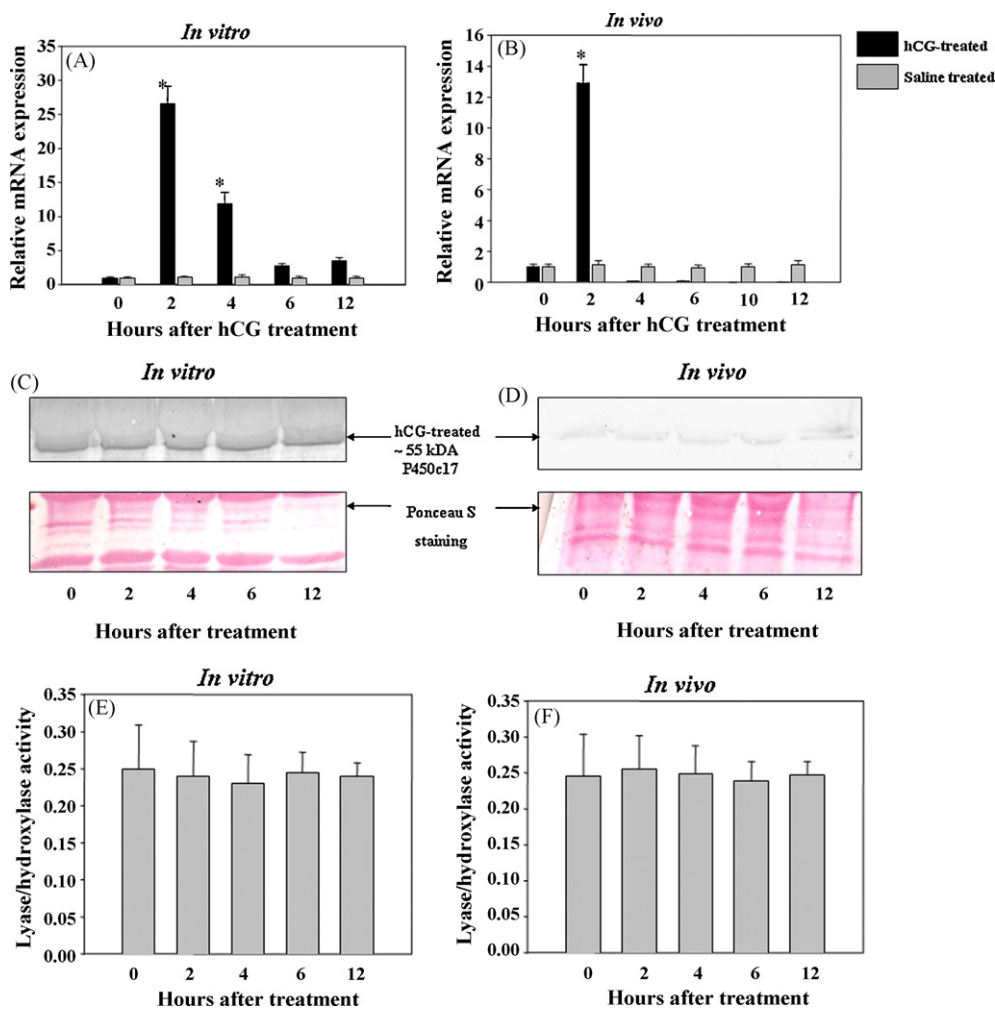 In vitro
(A)
Relative mRNA expression
35
30
25
20
15
10
5
0
*
*
0 2 4 6 12
Hours after hCG treatment
In vivo
(B)
Relative mRNA expression
16
14
12
10
8
6
4
2
0
*
0 2 4 6 10 12
Hours after hCG treatment
hCG-treated
Saline treated
(C)
In vitro
In vivo
(D)
hCG-treated
~ 55 kDA
P450c17
Ponceau S
staining
0 2 4 6 12
Hours after treatment
0 2 4 6 12
Hours after treatment
In vitro
(E)
Lyase/hydroxylase activity
0.35
0.30
0.25
0.20
0.15
0.10
0.05
0.00
0 2 4 6 12
Hours after treatment
In vivo
(F)
Lyase/hydroxylase activity
0.35
0.30
0.25
0.20
0.15
0.10
0.05
0.00
0 2 4 6 12
Hours after treatment